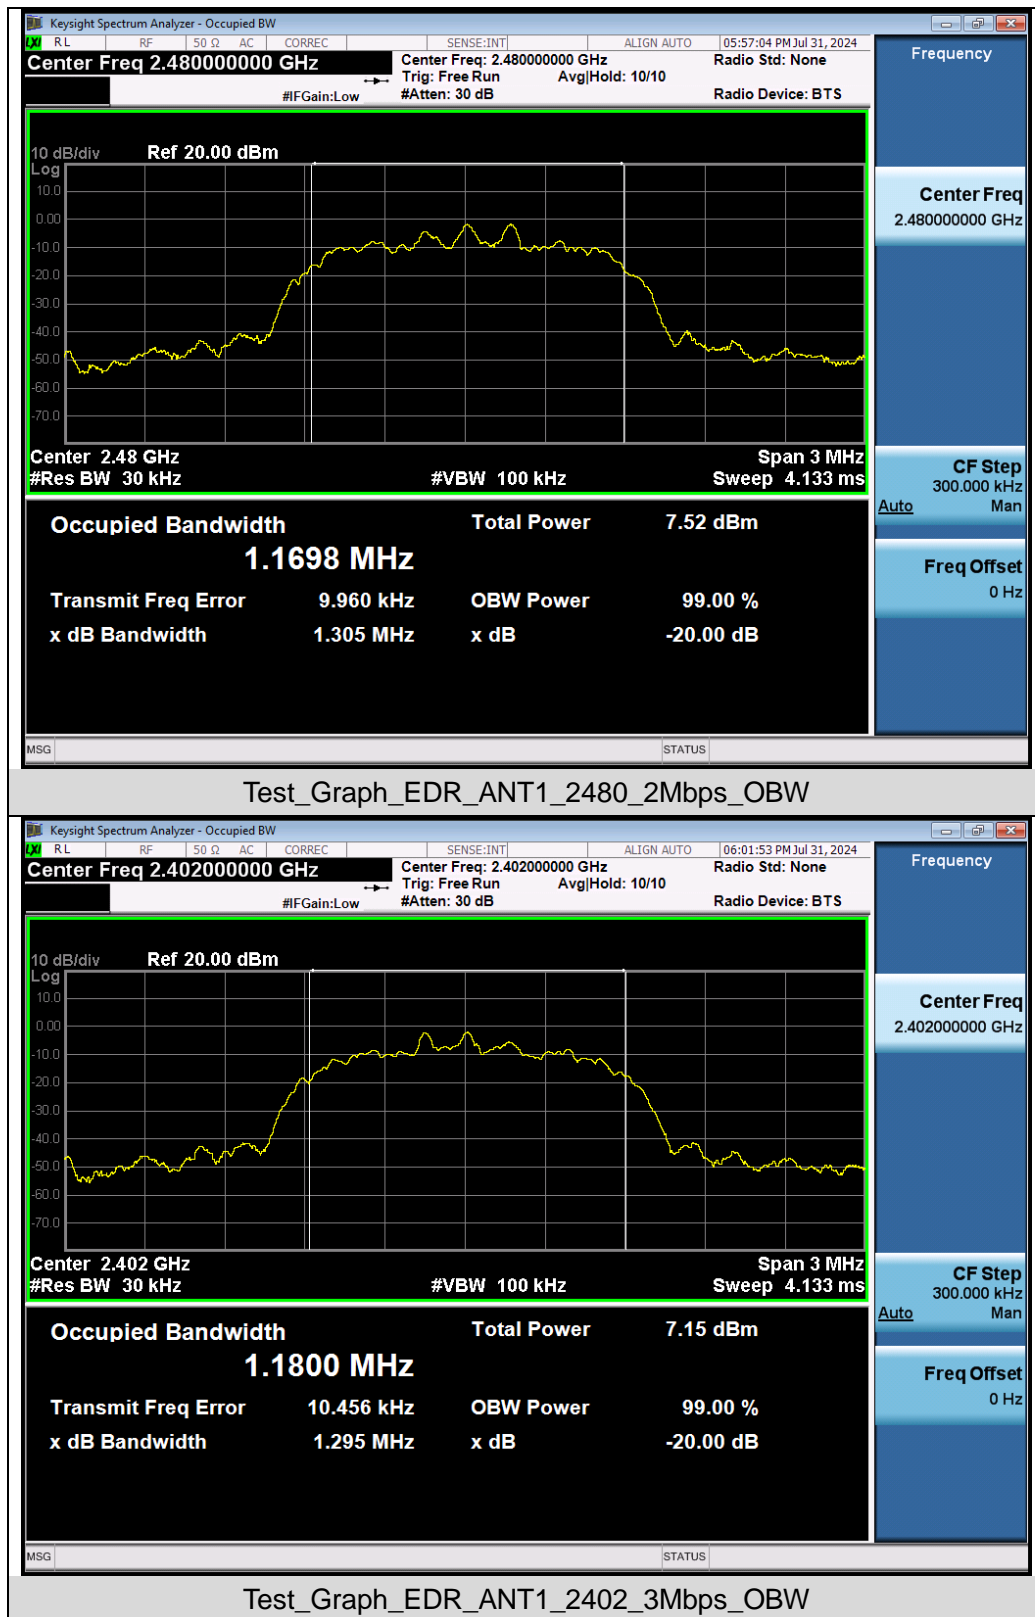 Keysight Spectrum Analyzer - Occupied BW
LXI RL RF 50 Ω AC CORREC SENSE:INT ALIGN AUTO 05:57:04 PM Jul 31, 2024
Center Freq 2.480000000 GHz Center Freq: 2.480000000 GHz Radio Std: None
Trig: Free Run Avg|Hold: 10/10
#IFGain:Low #Atten: 30 dB Radio Device: BTS
10 dB/div Ref 20.00 dBm
Log
10.0
0.00
-10.0
-20.0
-30.0
-40.0
-50.0
-60.0
-70.0
Center 2.48 GHz Span 3 MHz
#Res BW 30 kHz #VBW 100 kHz Sweep 4.133 ms
Occupied Bandwidth Total Power 7.52 dBm
1.1698 MHz
Transmit Freq Error 9.960 kHz OBW Power 99.00 %
x dB Bandwidth 1.305 MHz x dB -20.00 dB
MSG STATUS
Frequency
Center Freq
2.480000000 GHz
CF Step
300.000 kHz
Auto Man
Freq Offset
0 Hz
Test_Graph_EDR_ANT1_2480_2Mbps_OBW
Keysight Spectrum Analyzer - Occupied BW
LXI RL RF 50 Ω AC CORREC SENSE:INT ALIGN AUTO 06:01:53 PM Jul 31, 2024
Center Freq 2.402000000 GHz Center Freq: 2.402000000 GHz Radio Std: None
Trig: Free Run Avg|Hold: 10/10
#IFGain:Low #Atten: 30 dB Radio Device: BTS
10 dB/div Ref 20.00 dBm
Log
10.0
0.00
-10.0
-20.0
-30.0
-40.0
-50.0
-60.0
-70.0
Center 2.402 GHz Span 3 MHz
#Res BW 30 kHz #VBW 100 kHz Sweep 4.133 ms
Occupied Bandwidth Total Power 7.15 dBm
1.1800 MHz
Transmit Freq Error 10.456 kHz OBW Power 99.00 %
x dB Bandwidth 1.295 MHz x dB -20.00 dB
MSG STATUS
Frequency
Center Freq
2.402000000 GHz
CF Step
300.000 kHz
Auto Man
Freq Offset
0 Hz
Test_Graph_EDR_ANT1_2402_3Mbps_OBW